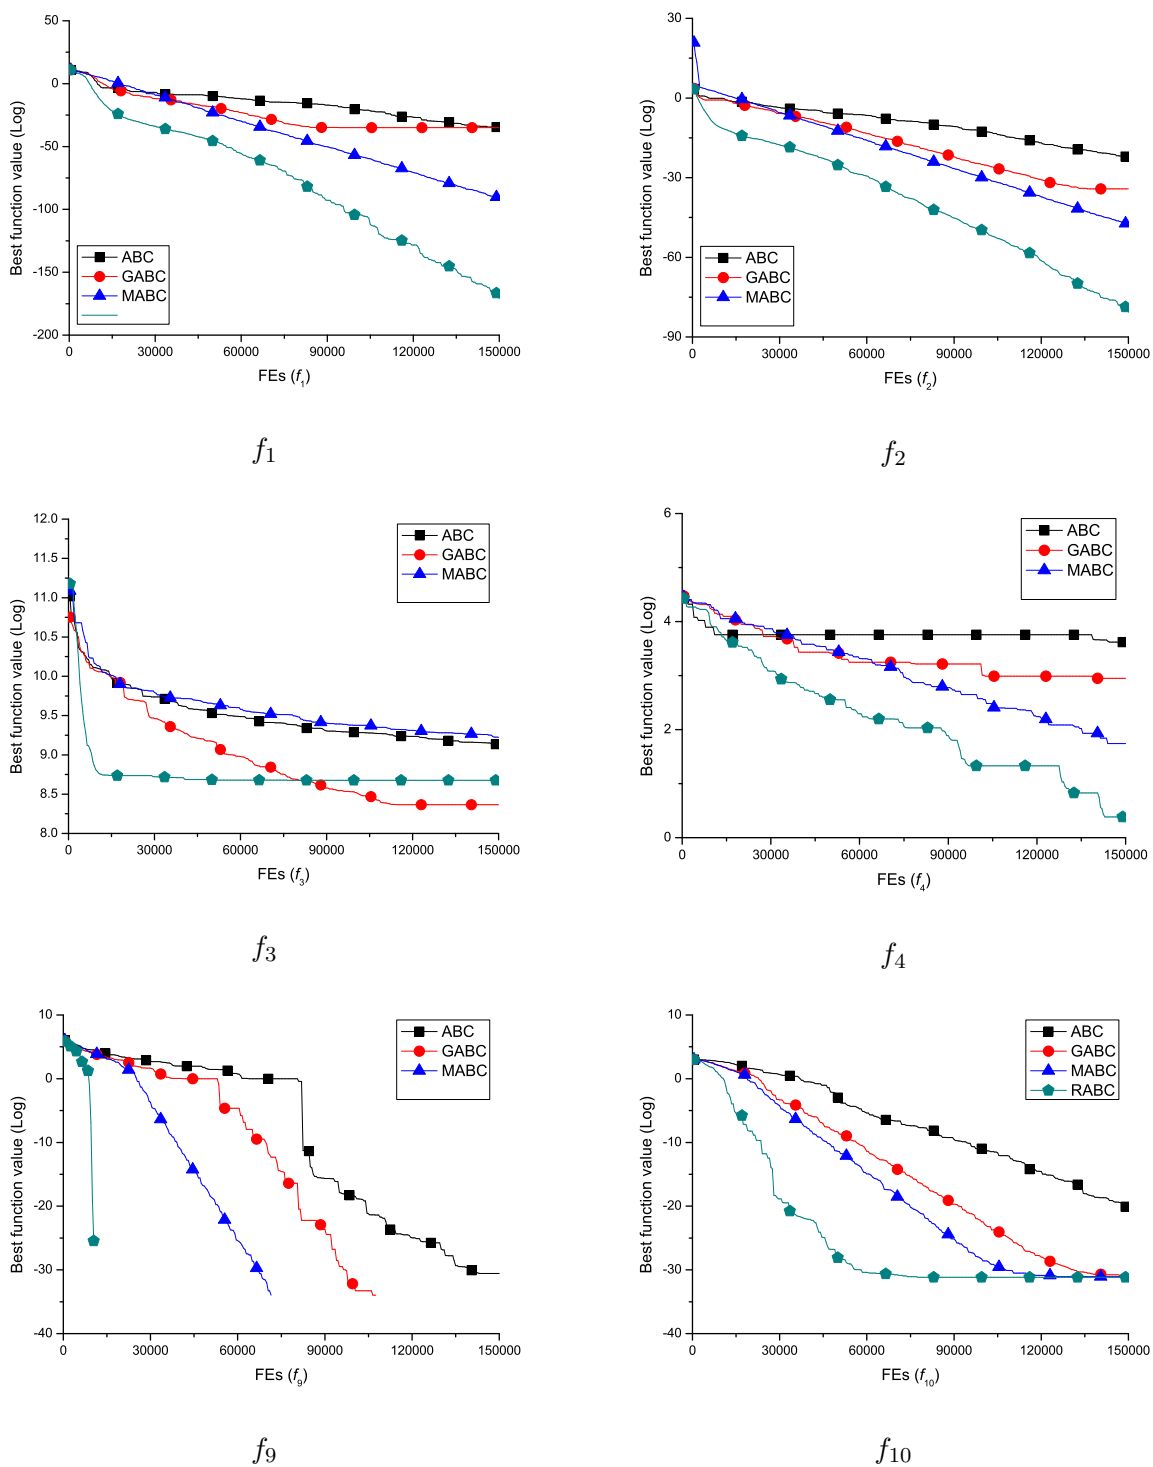 50
0
-50
-100
-150
-200
Best function value (Log)
ABC
GABC
MABC
0 30000 60000 90000 120000 150000
FEs (f1)
f1
30
0
-30
-60
-90
Best function value (Log)
ABC
GABC
MABC
0 30000 60000 90000 120000 150000
FEs (f2)
f2
12.0
11.5
11.0
10.5
10.0
9.5
9.0
8.5
8.0
Best function value (Log)
ABC
GABC
MABC
0 30000 60000 90000 120000 150000
FEs (f3)
f3
6
4
2
0
Best function value (Log)
ABC
GABC
MABC
0 30000 60000 90000 120000 150000
FEs (f4)
f4
10
0
-10
-20
-30
-40
Best function value (Log)
ABC
GABC
MABC
0 30000 60000 90000 120000 150000
FEs (f9)
f9
10
0
-10
-20
-30
-40
Best function value (Log)
ABC
GABC
MABC
RABC
0 30000 60000 90000 120000 150000
FEs (f10)
f10